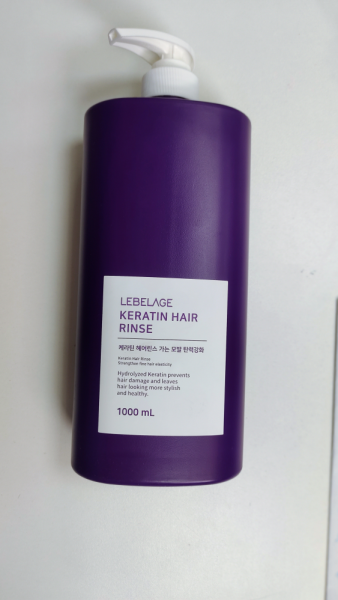 LEBELAGE
KERATIN HAIR
RINSE
케라틴 헤어린스 가는 모발 탄력강화
Keratin Hair Rinse
Strengthen fine hair elasticity
Hydrolyzed Keratin prevents
hair damage and leaves
hair looking more stylish
and healthy.
1000 mL